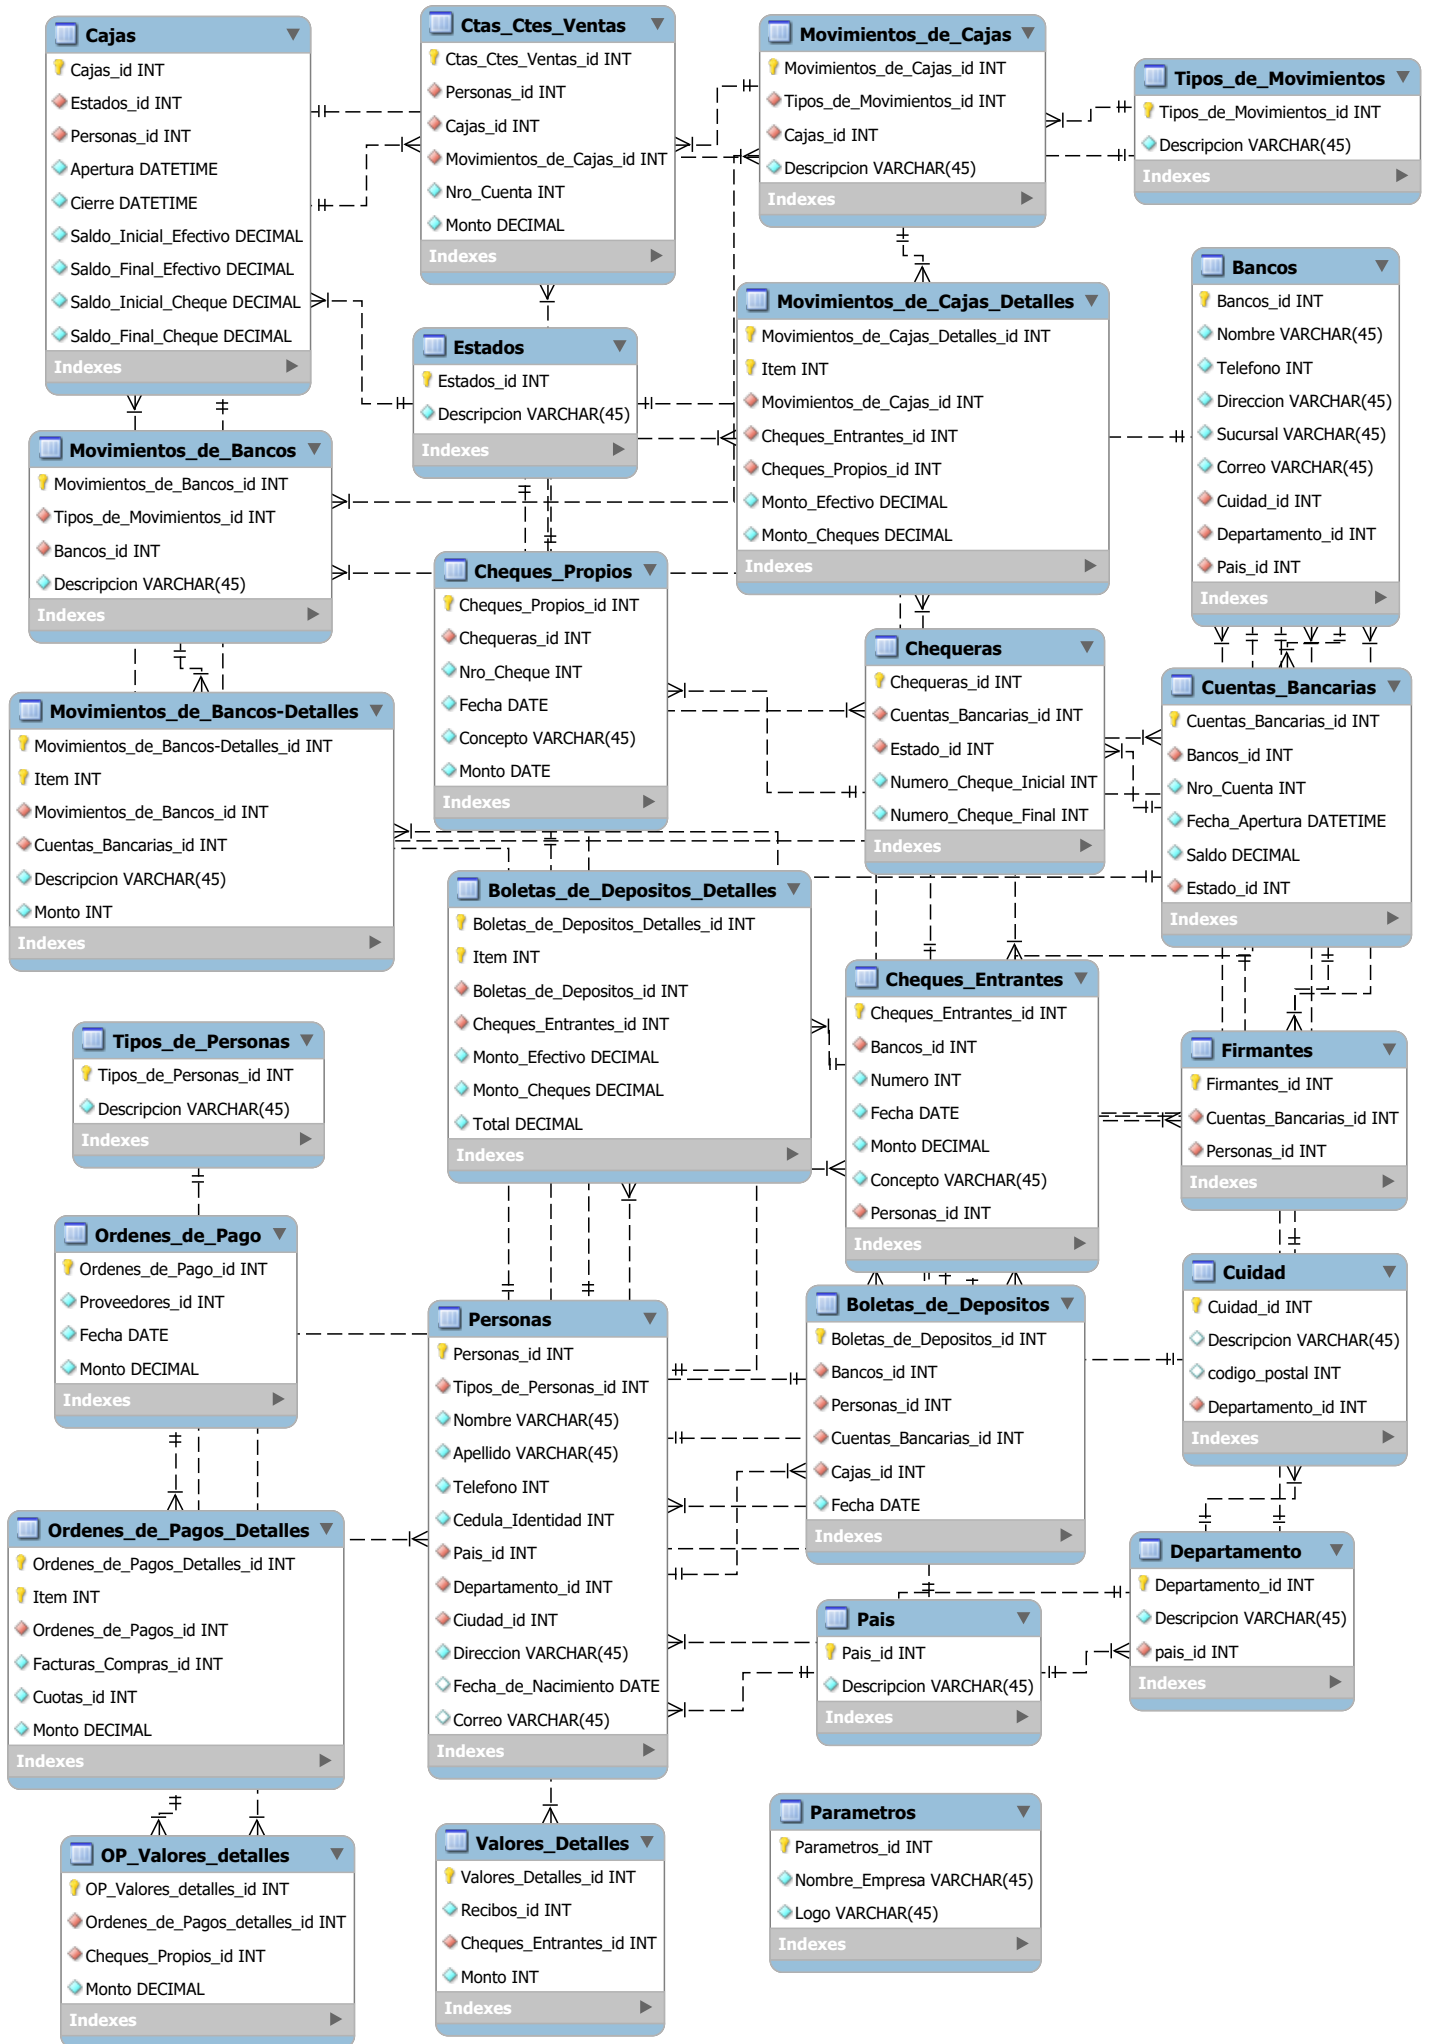 Cajas
Cajas_id INT
Estados_id INT
Personas_id INT
Apertura DATETIME
Cierre DATETIME
Saldo_Inicial_Efectivo DECIMAL
Saldo_Final_Efectivo DECIMAL
Saldo_Inicial_Cheque DECIMAL
Saldo_Final_Cheque DECIMAL
Indexes
Ctas_Ctes_Ventas
Ctas_Ctes_Ventas_id INT
Personas_id INT
Cajas_id INT
Movimientos_de_Cajas_id INT
Nro_Cuenta INT
Monto DECIMAL
Indexes
Movimientos_de_Cajas
Movimientos_de_Cajas_id INT
Tipos_de_Movimientos_id INT
Cajas_id INT
Descripcion VARCHAR(45)
Indexes
Tipos_de_Movimientos
Tipos_de_Movimientos_id INT
Descripcion VARCHAR(45)
Indexes
Estados
Estados_id INT
Descripcion VARCHAR(45)
Indexes
Movimientos_de_Cajas_Detalles
Movimientos_de_Cajas_Detalles_id INT
Item INT
Movimientos_de_Cajas_id INT
Cheques_Entrantes_id INT
Cheques_Propios_id INT
Monto_Efectivo DECIMAL
Monto_Cheques DECIMAL
Indexes
Bancos
Bancos_id INT
Nombre VARCHAR(45)
Telefono INT
Direccion VARCHAR(45)
Sucursal VARCHAR(45)
Correo VARCHAR(45)
Cuidad_id INT
Departamento_id INT
Pais_id INT
Indexes
Movimientos_de_Bancos
Movimientos_de_Bancos_id INT
Tipos_de_Movimientos_id INT
Bancos_id INT
Descripcion VARCHAR(45)
Indexes
Cheques_Propios
Cheques_Propios_id INT
Chequeras_id INT
Nro_Cheque INT
Fecha DATE
Concepto VARCHAR(45)
Monto DATE
Indexes
Chequeras
Chequeras_id INT
Cuentas_Bancarias_id INT
Estado_id INT
Numero_Cheque_Inicial INT
Numero_Cheque_Final INT
Indexes
Cuentas_Bancarias
Cuentas_Bancarias_id INT
Bancos_id INT
Nro_Cuenta INT
Fecha_Apertura DATETIME
Saldo DECIMAL
Estado_id INT
Indexes
Movimientos_de_Bancos-Detalles
Movimientos_de_Bancos-Detalles_id INT
Item INT
Movimientos_de_Bancos_id INT
Cuentas_Bancarias_id INT
Descripcion VARCHAR(45)
Monto INT
Indexes
Boletas_de_Depositos_Detalles
Boletas_de_Depositos_Detalles_id INT
Item INT
Boletas_de_Depositos_id INT
Cheques_Entrantes_id INT
Monto_Efectivo DECIMAL
Monto_Cheques DECIMAL
Total DECIMAL
Indexes
Cheques_Entrantes
Cheques_Entrantes_id INT
Bancos_id INT
Numero INT
Fecha DATE
Monto DECIMAL
Concepto VARCHAR(45)
Personas_id INT
Indexes
Firmantes
Firmantes_id INT
Cuentas_Bancarias_id INT
Personas_id INT
Indexes
Tipos_de_Personas
Tipos_de_Personas_id INT
Descripcion VARCHAR(45)
Indexes
Ordenes_de_Pago
Ordenes_de_Pago_id INT
Proveedores_id INT
Fecha DATE
Monto DECIMAL
Indexes
Personas
Personas_id INT
Tipos_de_Personas_id INT
Nombre VARCHAR(45)
Apellido VARCHAR(45)
Telefono INT
Cedula_Identidad INT
Pais_id INT
Departamento_id INT
Ciudad_id INT
Direccion VARCHAR(45)
Fecha_de_Nacimiento DATE
Correo VARCHAR(45)
Indexes
Boletas_de_Depositos
Boletas_de_Depositos_id INT
Bancos_id INT
Personas_id INT
Cuentas_Bancarias_id INT
Cajas_id INT
Fecha DATE
Indexes
Cuidad
Cuidad_id INT
Descripcion VARCHAR(45)
codigo_postal INT
Departamento_id INT
Indexes
Ordenes_de_Pagos_Detalles
Ordenes_de_Pagos_Detalles_id INT
Item INT
Ordenes_de_Pagos_id INT
Facturas_Compras_id INT
Cuotas_id INT
Monto DECIMAL
Indexes
Pais
Pais_id INT
Descripcion VARCHAR(45)
Indexes
Departamento
Departamento_id INT
Descripcion VARCHAR(45)
pais_id INT
Indexes
OP_Valores_detalles
OP_Valores_detalles_id INT
Ordenes_de_Pagos_detalles_id INT
Cheques_Propios_id INT
Monto DECIMAL
Indexes
Valores_Detalles
Valores_Detalles_id INT
Recibos_id INT
Cheques_Entrantes_id INT
Monto INT
Indexes
Parametros
Parametros_id INT
Nombre_Empresa VARCHAR(45)
Logo VARCHAR(45)
Indexes